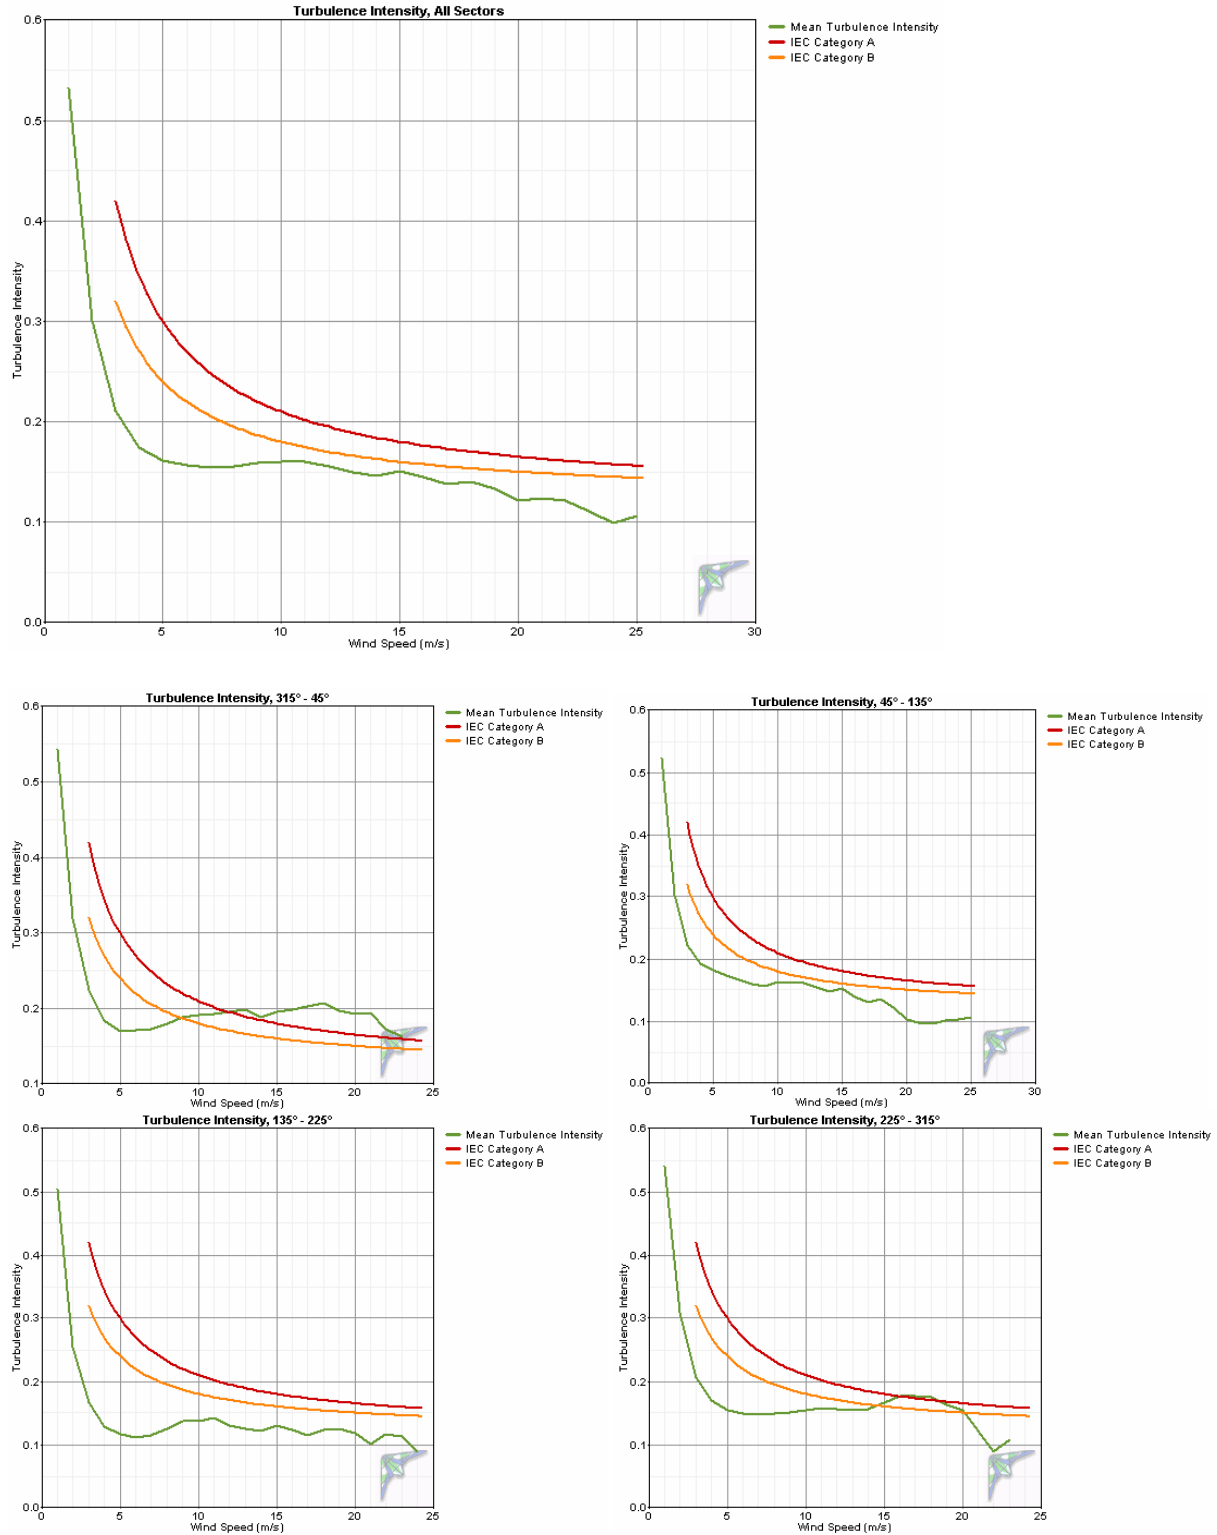 Turbulence Intensity, All Sectors
Mean Turbulence Intensity
IEC Category A
IEC Category B
Turbulence Intensity
0.6
0.5
0.4
0.3
0.2
0.1
0.0
0 5 10 15 20 25 30
Wind Speed (m/s)
Turbulence Intensity, 315° - 45°
Mean Turbulence Intensity
IEC Category A
IEC Category B
Turbulence Intensity
0.6
0.5
0.4
0.3
0.2
0.1
0 5 10 15 20 25
Wind Speed (m/s)
Turbulence Intensity, 45° - 135°
Mean Turbulence Intensity
IEC Category A
IEC Category B
Turbulence Intensity
0.6
0.5
0.4
0.3
0.2
0.1
0.0
0 5 10 15 20 25 30
Wind Speed (m/s)
Turbulence Intensity, 135° - 225°
Mean Turbulence Intensity
IEC Category A
IEC Category B
Turbulence Intensity
0.6
0.5
0.4
0.3
0.2
0.1
0.0
0 5 10 15 20 25
Wind Speed (m/s)
Turbulence Intensity, 225° - 315°
Mean Turbulence Intensity
IEC Category A
IEC Category B
Turbulence Intensity
0.6
0.5
0.4
0.3
0.2
0.1
0.0
0 5 10 15 20 25
Wind Speed (m/s)